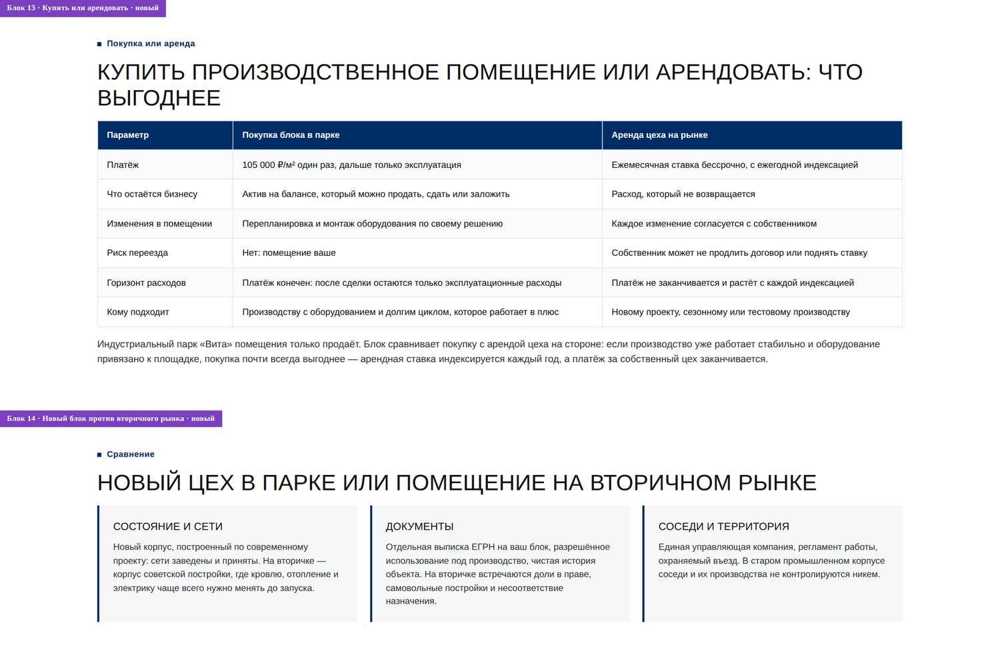 Блок 13 · Купить или арендовать · новый
Покупка или аренда
КУПИТЬ ПРОИЗВОДСТВЕННОЕ ПОМЕЩЕНИЕ ИЛИ АРЕНДОВАТЬ: ЧТО
ВЫГОДНЕЕ
Параметр Покупка блока в парке Аренда цеха на рынке
Платёж 105 000 ₽/м² один раз, дальше только эксплуатация Ежемесячная ставка бессрочно, с ежегодной индексацией
Что остаётся бизнесу Актив на балансе, который можно продать, сдать или заложить Расход, который не возвращается
Изменения в помещении Перепланировка и монтаж оборудования по своему решению Каждое изменение согласуется с собственником
Риск переезда Нет: помещение ваше Собственник может не продлить договор или поднять ставку
Горизонт расходов Платёж конечен: после сделки остаются только эксплуатационные расходы Платёж не заканчивается и растёт с каждой индексацией
Кому подходит Производству с оборудованием и долгим циклом, которое работает в плюс Новому проекту, сезонному или тестовому производству
Индустриальный парк «Вита» помещения только продаёт. Блок сравнивает покупку с арендой цеха на стороне: если производство уже работает стабильно и оборудование
привязано к площадке, покупка почти всегда выгоднее — арендная ставка индексируется каждый год, а платёж за собственный цех заканчивается.
Блок 14 · Новый блок против вторичного рынка · новый
Сравнение
НОВЫЙ ЦЕХ В ПАРКЕ ИЛИ ПОМЕЩЕНИЕ НА ВТОРИЧНОМ РЫНКЕ
СОСТОЯНИЕ И СЕТИ
Новый корпус, построенный по современному
проекту: сети заведены и приняты. На вторичке —
корпус советской постройки, где кровлю, отопление и
электрику чаще всего нужно менять до запуска.
ДОКУМЕНТЫ
Отдельная выписка ЕГРН на ваш блок, разрешённое
использование под производство, чистая история
объекта. На вторичке встречаются доли в праве,
самовольные постройки и несоответствие
назначения.
СОСЕДИ И ТЕРРИТОРИЯ
Единая управляющая компания, регламент работы,
охраняемый въезд. В старом промышленном корпусе
соседи и их производства не контролируются никем.